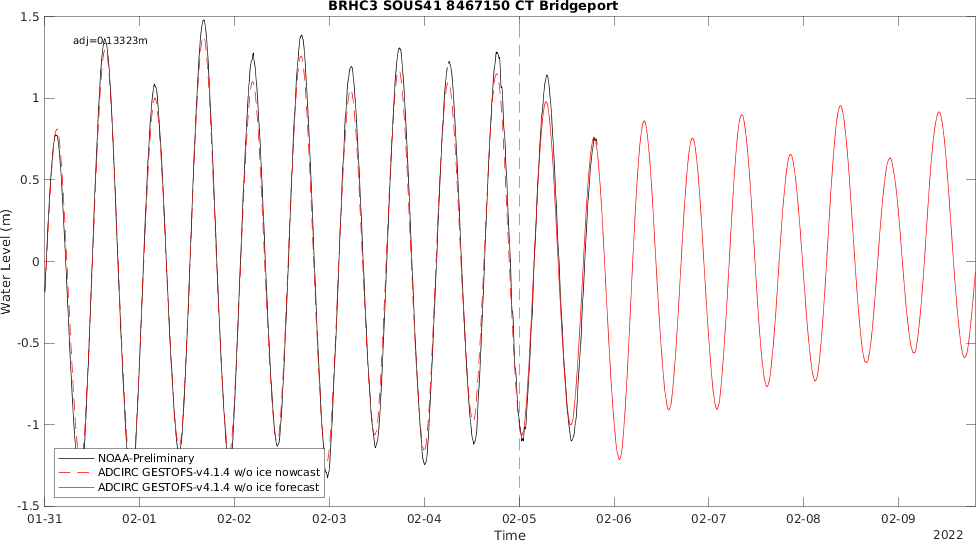 BRHC3 SOUS41 8467150 CT Bridgeport
adj=0.13323m
1.5
1
0.5
0
-0.5
-1
-1.5
Water Level (m)
NOAA-Preliminary
ADCIRC GESTOFS-v4.1.4 w/o ice nowcast
ADCIRC GESTOFS-v4.1.4 w/o ice forecast
01-31 02-01 02-02 02-03 02-04 02-05 02-06 02-07 02-08 02-09
Time
2022